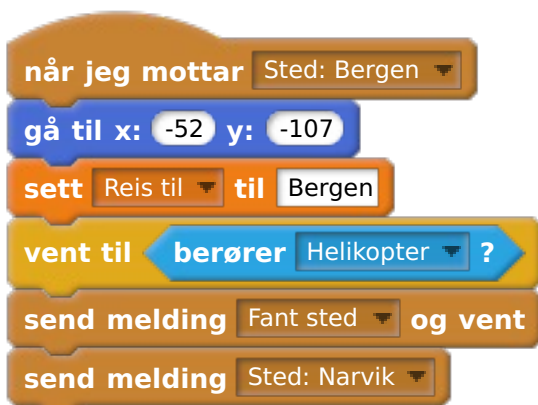 når jeg mottar Sted: Bergen
gå til x: -52 y: -107
sett Reis til til Bergen
vent til berører Helikopter ?
send melding Fant sted og vent
send melding Sted: Narvik